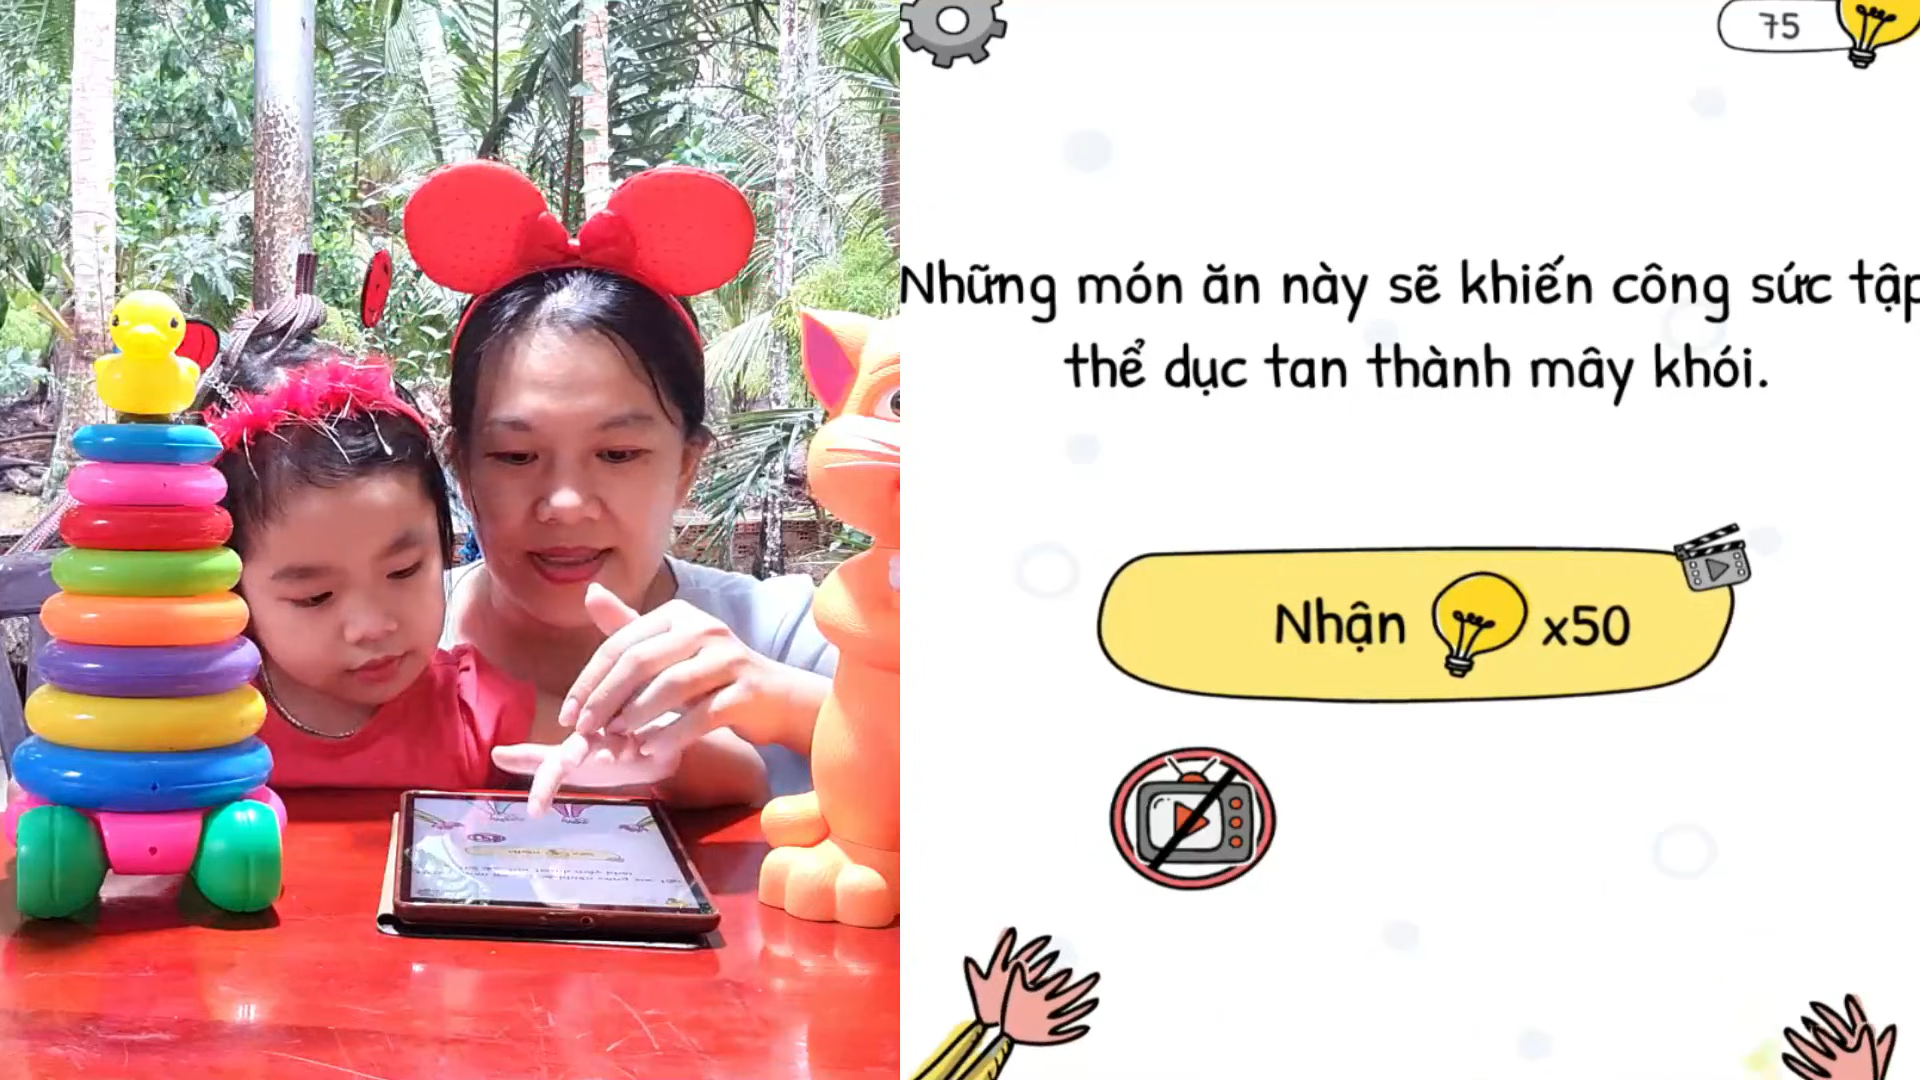 75
Những món ăn này sẽ khiến công sức tập
thể dục tan thành mây khói.
Nhận x50